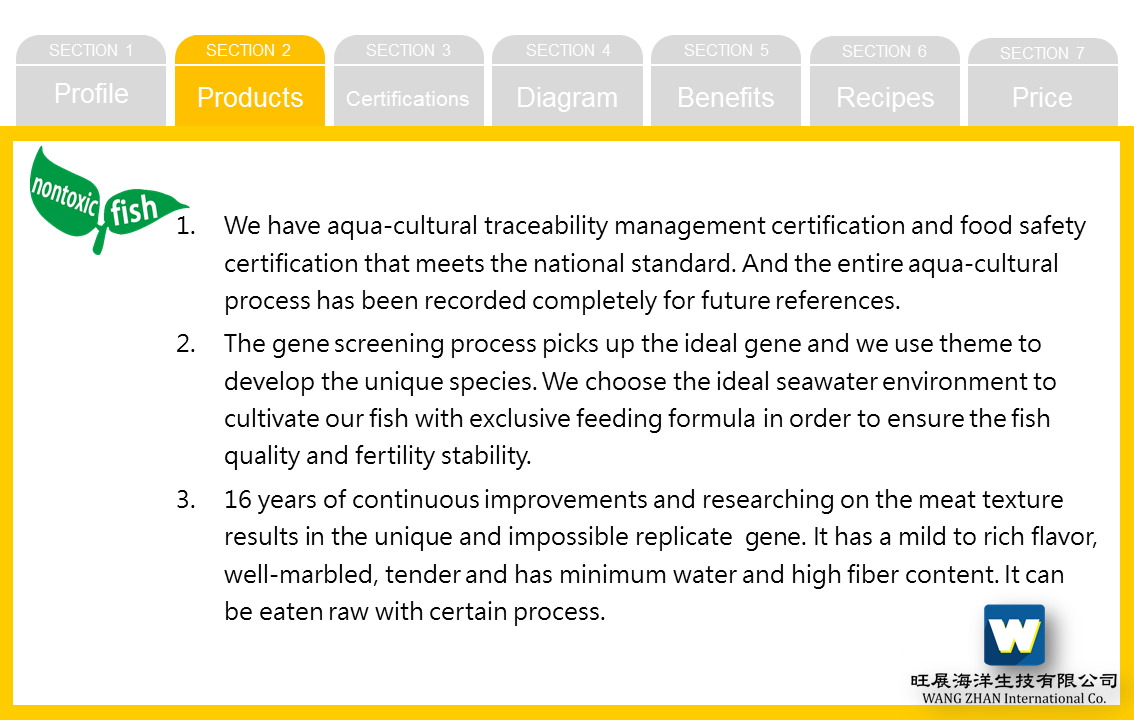 SECTION 1
SECTION 2
SECTION 3
SECTION 4
SECTION 5
SECTION 6
SECTION 7
Profile
Products
Certifications
Diagram
Benefits
Recipes
Price
nontoxic
fish
1. We have aqua-cultural traceability management certification and food safety
certification that meets the national standard. And the entire aqua-cultural
process has been recorded completely for future references.
2. The gene screening process picks up the ideal gene and we use theme to
develop the unique species. We choose the ideal seawater environment to
cultivate our fish with exclusive feeding formula in order to ensure the fish
quality and fertility stability.
3. 16 years of continuous improvements and researching on the meat texture
results in the unique and impossible replicate gene. It has a mild to rich flavor,
well-marbled, tender and has minimum water and high fiber content. It can
be eaten raw with certain process.
W
旺展海洋生技有限公司
WANG ZHAN International Co.